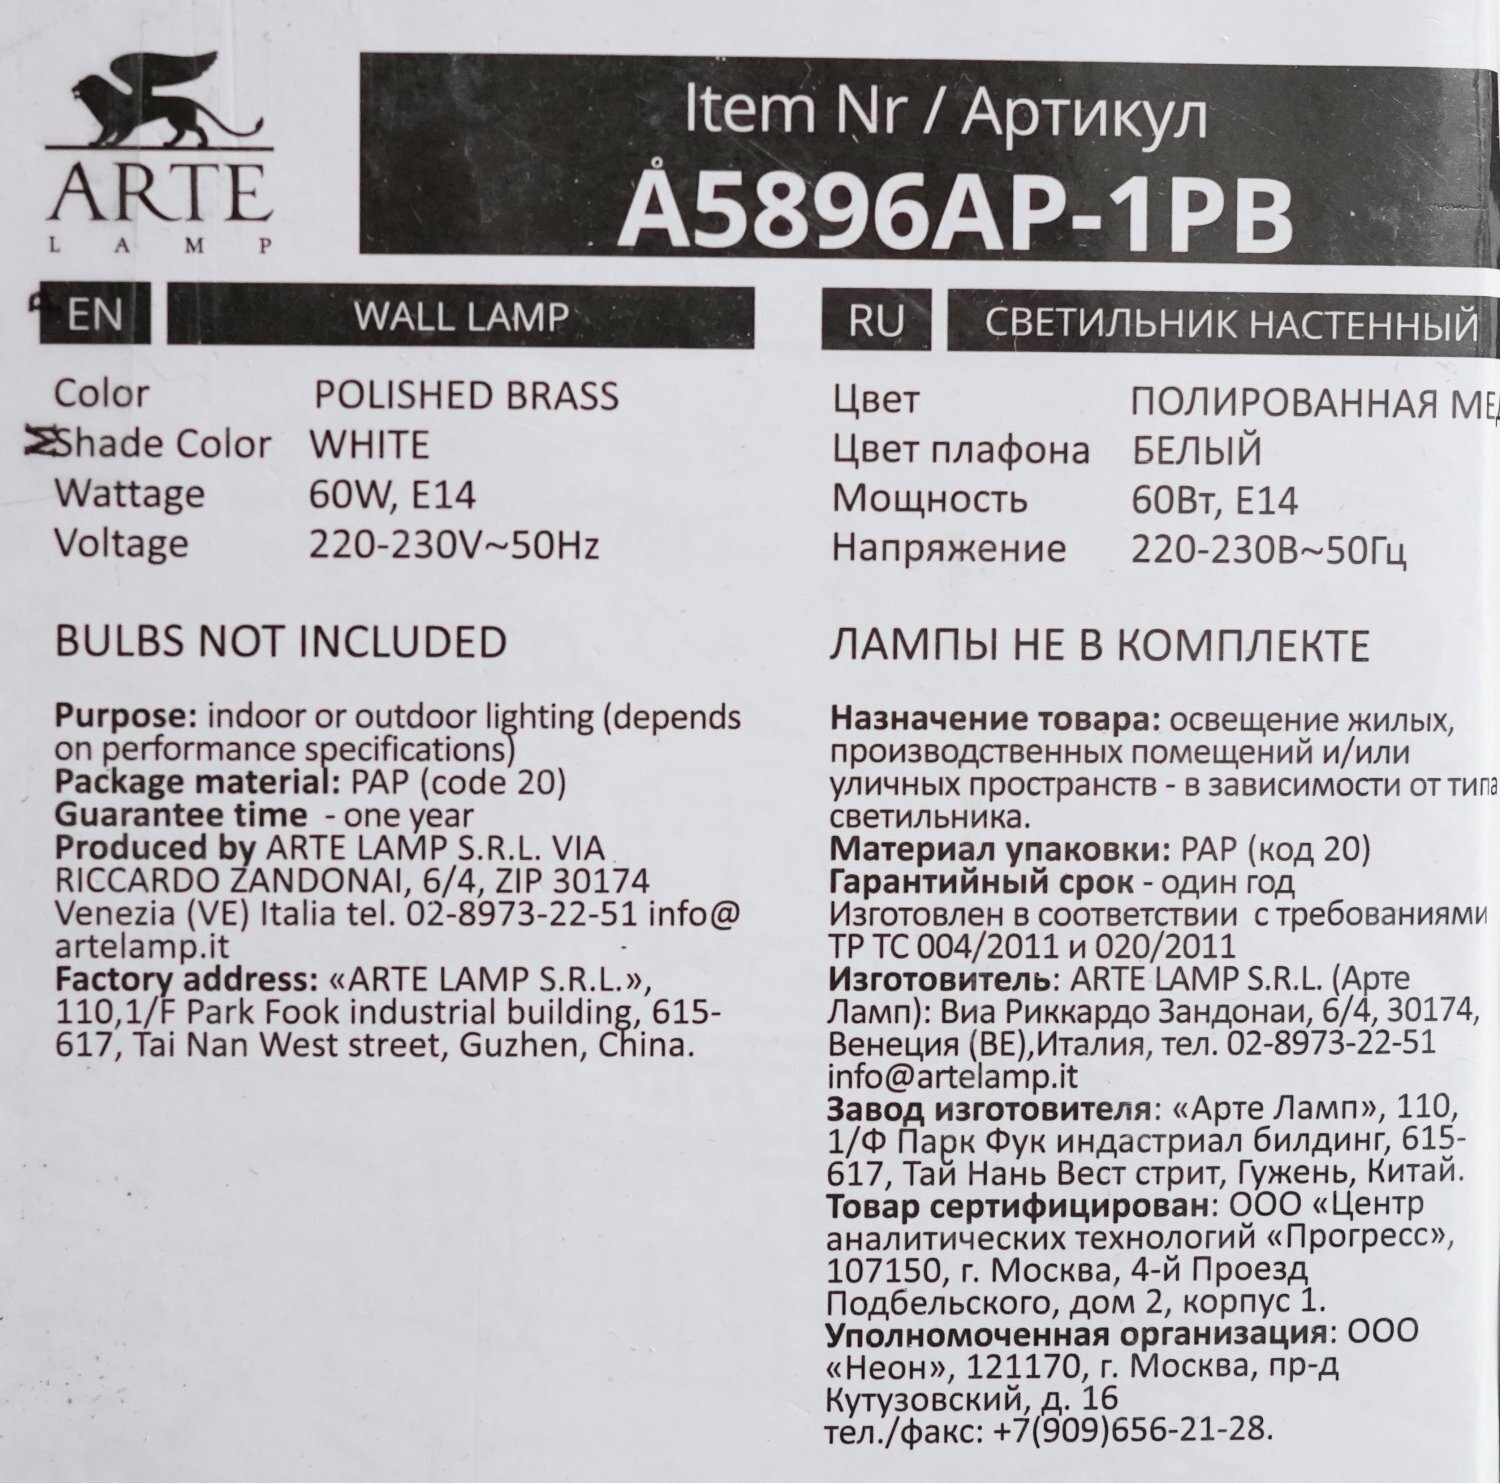 ARTE
LAMP
Item Nr / Артикул
A5896AP-1PB
EN WALL LAMP
Color POLISHED BRASS
Shade Color WHITE
Wattage 60W, E14
Voltage 220-230V~50Hz
BULBS NOT INCLUDED
Purpose: indoor or outdoor lighting (depends
on performance specifications)
Package material: PAP (code 20)
Guarantee time - one year
Produced by ARTE LAMP S.R.L. VIA
RICCARDO ZANDONAI, 6/4, ZIP 30174
Venezia (VE) Italia tel. 02-8973-22-51 info@
artelamp.it
Factory address: «ARTE LAMP S.R.L.»,
110,1/F Park Fook industrial building, 615-
617, Tai Nan West street, Guzhen, China.
RU СВЕТИЛЬНИК НАСТЕННЫЙ
Цвет ПОЛИРОВАННАЯ
Цвет плафона БЕЛЫЙ
Мощность 60Вт, E14
Напряжение 220-230В~50Гц
ЛАМПЫ НЕ В КОМПЛЕКТЕ
Назначение товара: освещение жилых,
производственных помещений и/или
уличных пространств - в зависимости от типа
светильника.
Материал упаковки: PAP (код 20)
Гарантийный срок - один год
Изготовлен в соответствии с требованиями
ТР ТС 004/2011 и 020/2011
Изготовитель: ARTE LAMP S.R.L. (Арте
Ламп): Виа Риккардо Зандонаи, 6/4, 30174,
Венеция (ВЕ),Италия, тел. 02-8973-22-51
info@artelamp.it
Завод изготовителя: «Арте Ламп», 110,
1/Ф Парк Фук индастриал билдинг, 615-
617, Тай Нань Вест стрит, Гужень, Китай.
Товар сертифицирован: ООО «Центр
аналитических технологий «Прогресс»,
107150, г. Москва, 4-й Проезд
Подбельского, дом 2, корпус 1.
Уполномоченная организация: ООО
«Неон», 121170, г. Москва, пр-д
Кутузовский, д. 16
тел./факс: +7(909)656-21-28.